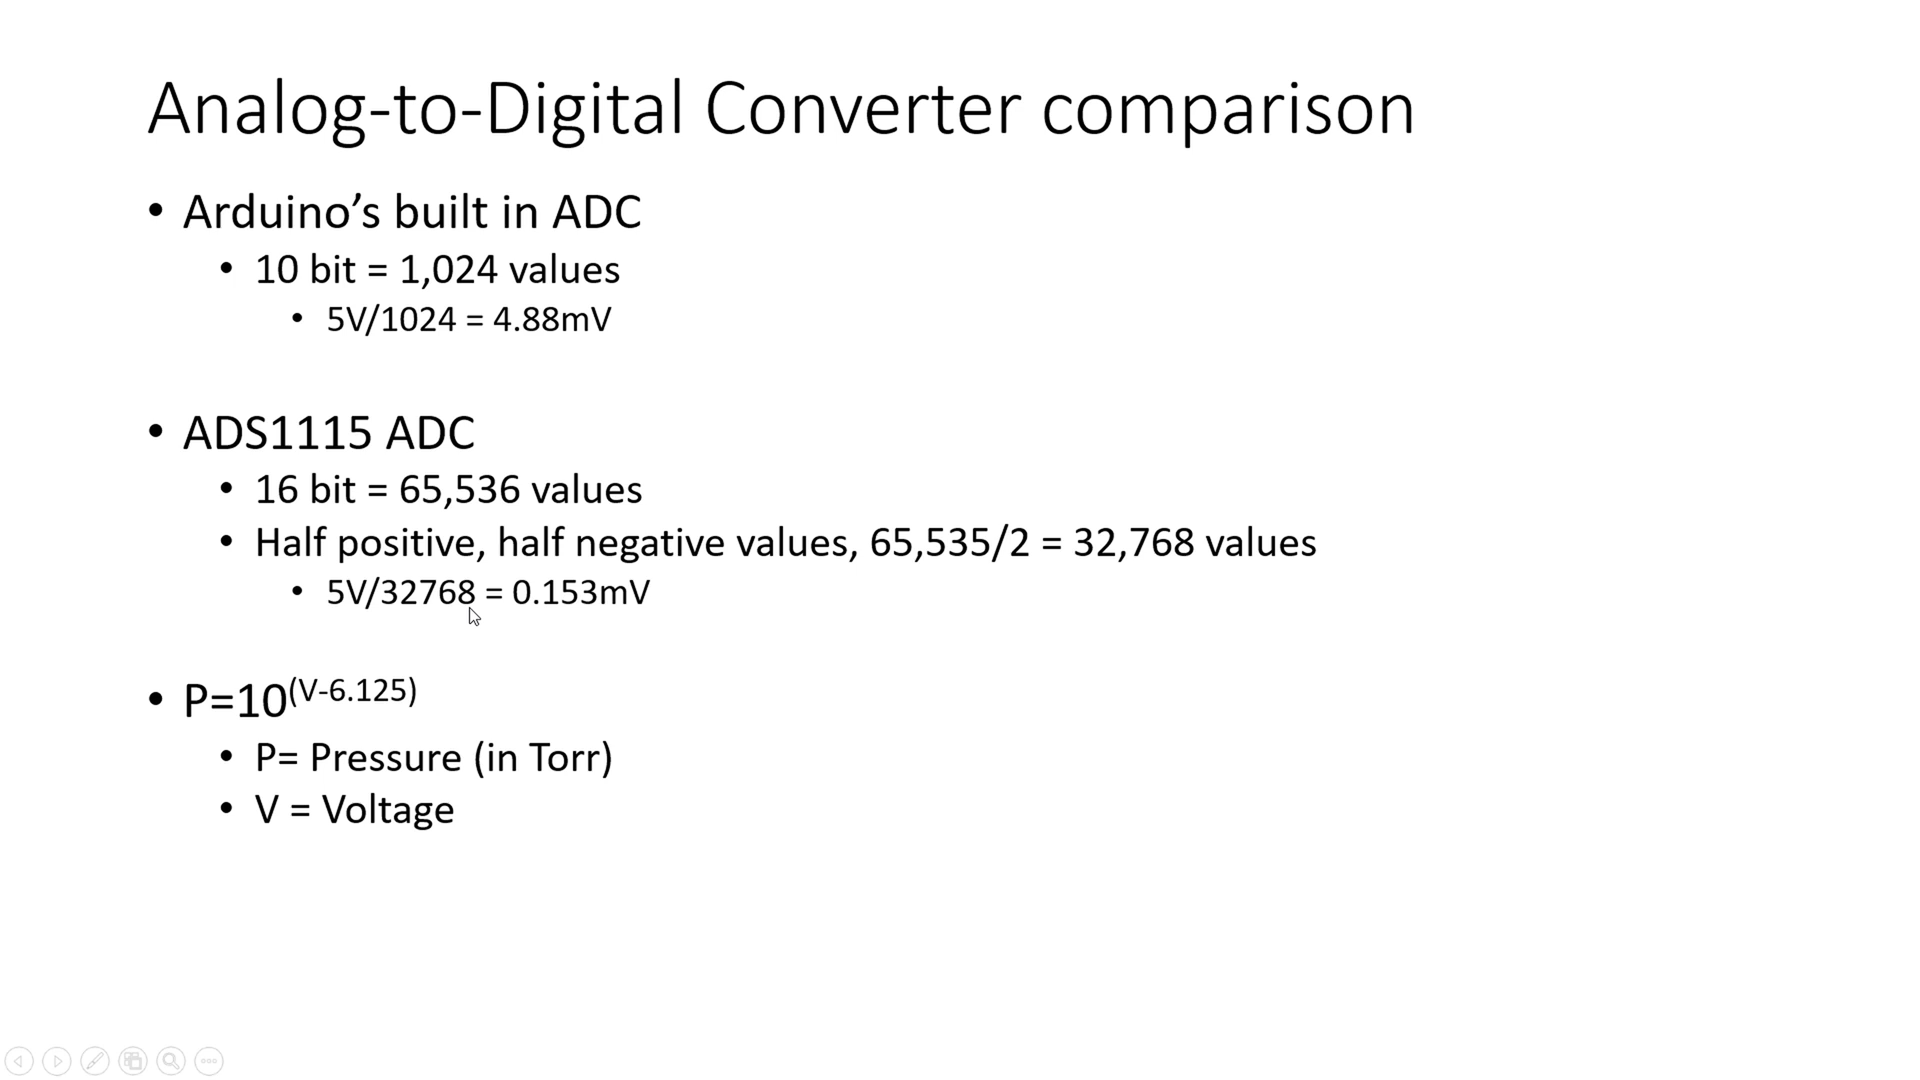 Analog-to-Digital Converter comparison
• Arduino’s built in ADC
• 10 bit = 1,024 values
• 5V/1024 = 4.88mV
• ADS1115 ADC
• 16 bit = 65,536 values
• Half positive, half negative values, 65,535/2 = 32,768 values
• 5V/32768 = 0.153mV
• P=10^(V-6.125)
• P= Pressure (in Torr)
• V = Voltage